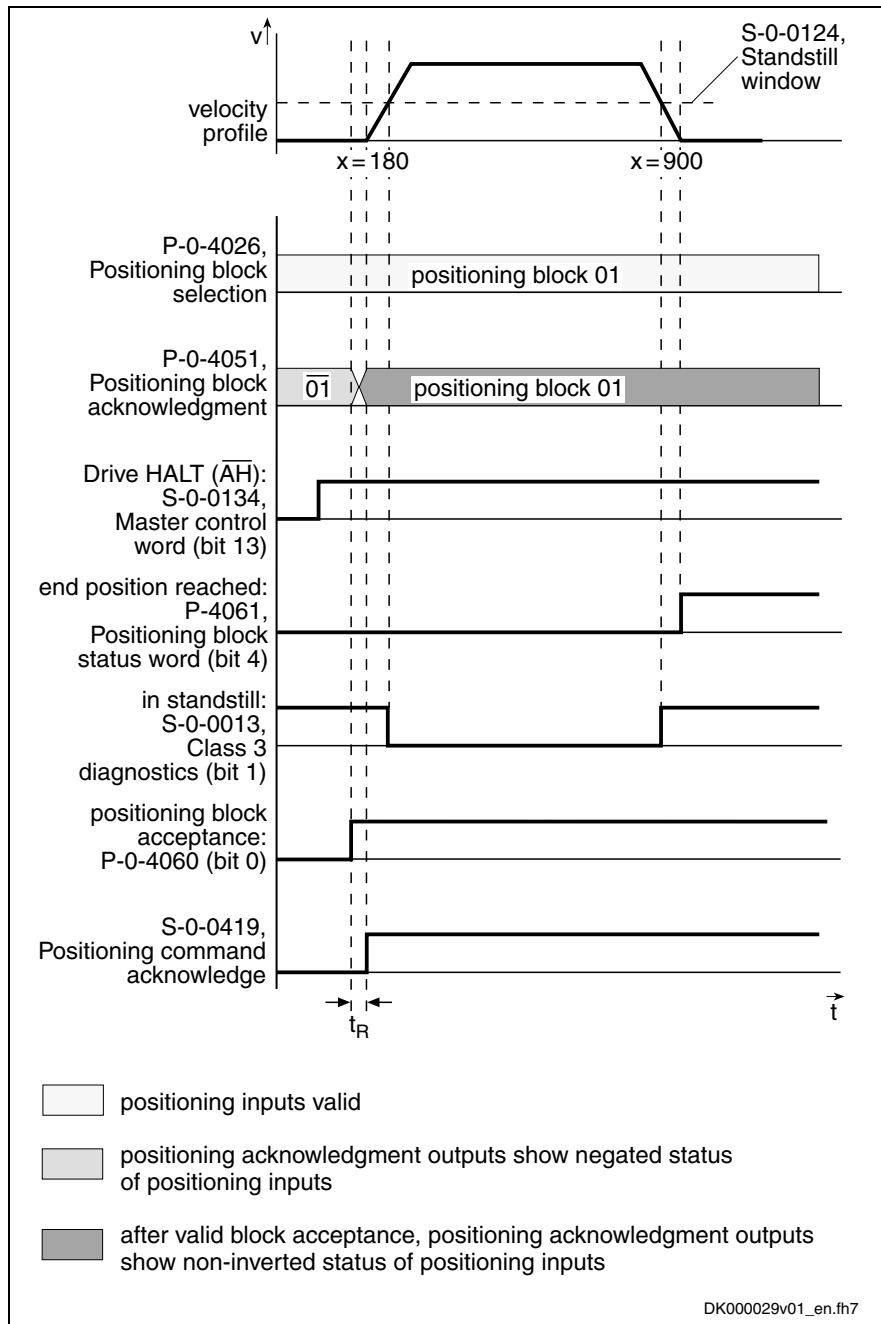 v
S-0-0124,
Standstill
window
velocity
profile
x = 180
x = 900
P-0-4026,
Positioning block
selection
positioning block 01
P-0-4051,
Positioning block
acknowledgment
0̅1̅
positioning block 01
Drive HALT (A̅H̅):
S-0-0134,
Master control
word (bit 13)
end position reached:
P-4061,
Positioning block
status word (bit 4)
in standstill:
S-0-0013,
Class 3
diagnostics (bit 1)
positioning block
acceptance:
P-0-4060 (bit 0)
S-0-0419,
Positioning command
acknowledge
tR
t
positioning inputs valid
positioning acknowledgment outputs show negated status
of positioning inputs
after valid block acceptance, positioning acknowledgment outputs
show non-inverted status of positioning inputs
DK000029v01_en.fh7